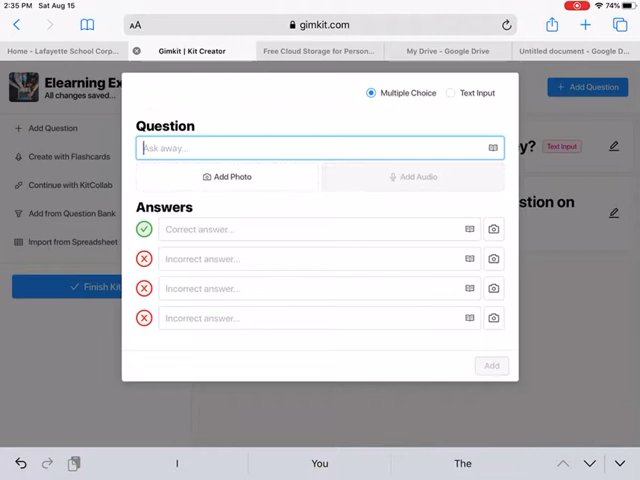 2:35 PM Sat Aug 15
74%
AA
gimkit.com
Home - Lafayette School Corp...
Gimkit | Kit Creator
Free Cloud Storage for Person...
My Drive - Google Drive
Untitled document - Google D...
Elearning Ex
All changes saved...
Add Question
Create with Flashcards
Continue with KitCollab
Add from Question Bank
Import from Spreadsheet
Finish Kit
Multiple Choice
Text Input
Question
Ask away...
Add Photo
Add Audio
Answers
Correct answer...
Incorrect answer...
Incorrect answer...
Incorrect answer...
Add
Add Question
y?
Text Input
stion on
I
You
The